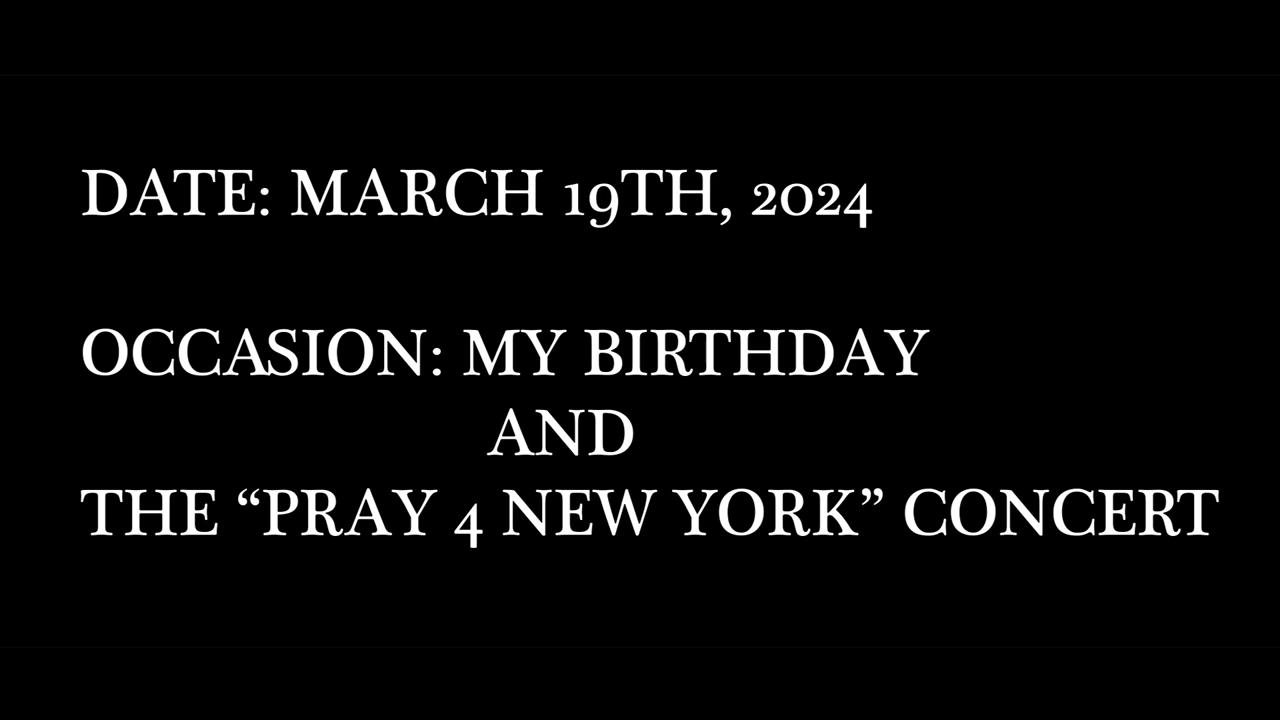 DATE: MARCH 19TH, 2024
OCCASION: MY BIRTHDAY
AND
THE “PRAY 4 NEW YORK” CONCERT